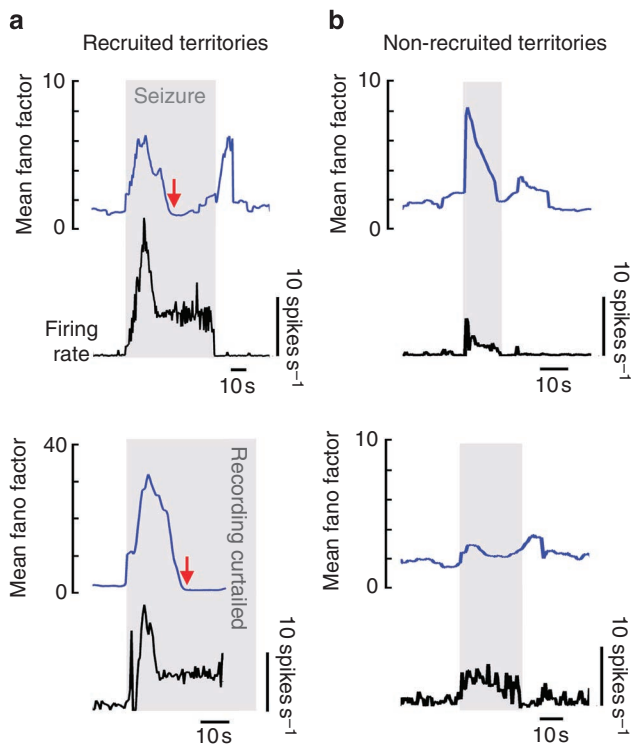 a
Recruited territories
10
Seizure
Mean fano factor
0
Firing
rate
10 spikes s⁻¹
10 s
b
Non-recruited territories
10
Mean fano factor
0
10 spikes s⁻¹
10 s
40
Mean fano factor
20
0
Recording curtailed
10 spikes s⁻¹
10 s
10
Mean fano factor
0
10 spikes s⁻¹
10 s